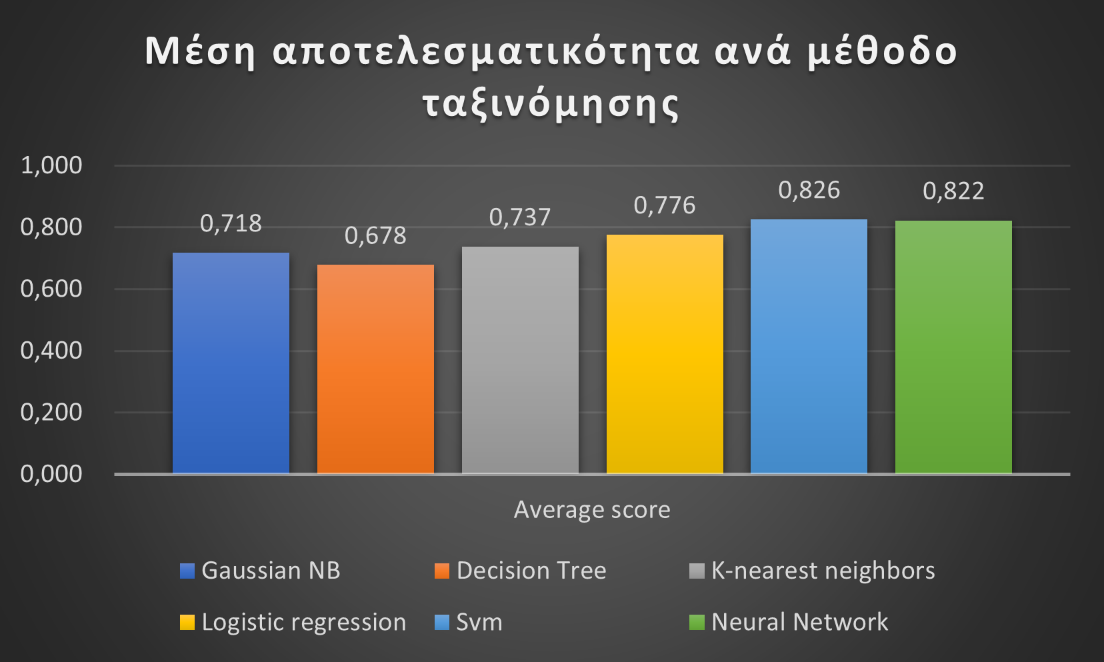 Μέση αποτελεσματικότητα ανά μέθοδο
ταξινόμησης
1,000
0,800
0,600
0,400
0,200
0,000
0,718
0,678
0,737
0,776
0,826
0,822
Average score
Gaussian NB
Decision Tree
K-nearest neighbors
Logistic regression
Svm
Neural Network